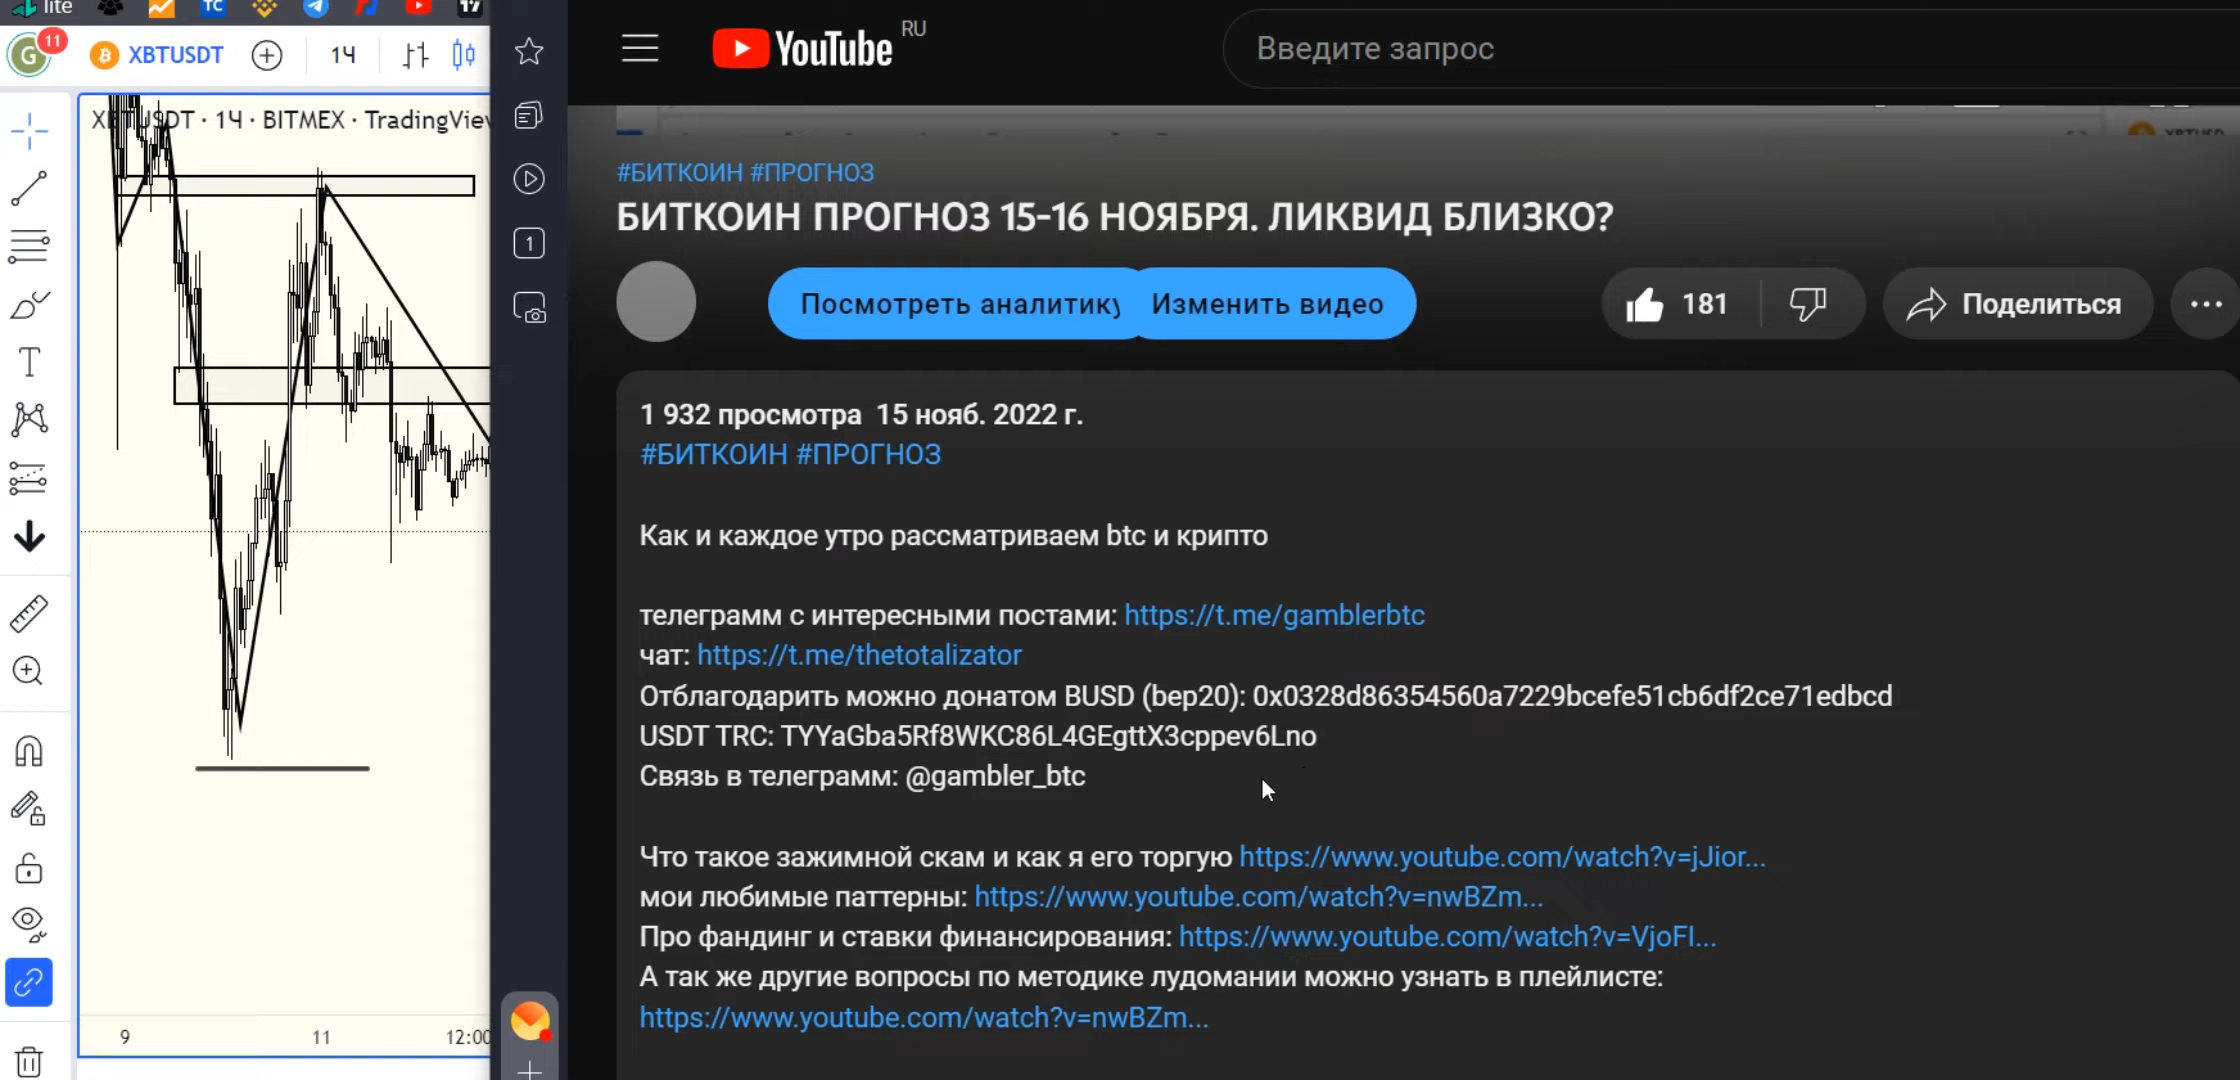 lite
TC
G
11
XBTUSDT
1Ч
XBTUSDT · 1Ч · BITMEX · TradingView
9
11
12:00
1
YouTube
RU
Введите запрос
#БИТКОИН #ПРОГНОЗ
БИТКОИН ПРОГНОЗ 15-16 НОЯБРЯ. ЛИКВИД БЛИЗКО?
Посмотреть аналитику
Изменить видео
181
Поделиться
1 932 просмотра 15 нояб. 2022 г.
#БИТКОИН #ПРОГНОЗ
Как и каждое утро рассматриваем btc и крипто
телеграмм с интересными постами: https://t.me/gamblerbtc
чат: https://t.me/thetotalizator
Отблагодарить можно донатом BUSD (bep20): 0x0328d86354560a7229bcefe51cb6df2ce71edbcd
USDT TRC: TYYaGba5Rf8WKC86L4GEgttX3cppev6Lno
Связь в телеграмм: @gambler_btc
Что такое зажимной скам и как я его торгую https://www.youtube.com/watch?v=jJior...
мои любимые паттерны: https://www.youtube.com/watch?v=nwBZm...
Про фандинг и ставки финансирования: https://www.youtube.com/watch?v=VjoFI...
А так же другие вопросы по методике лудомании можно узнать в плейлисте:
https://www.youtube.com/watch?v=nwBZm...